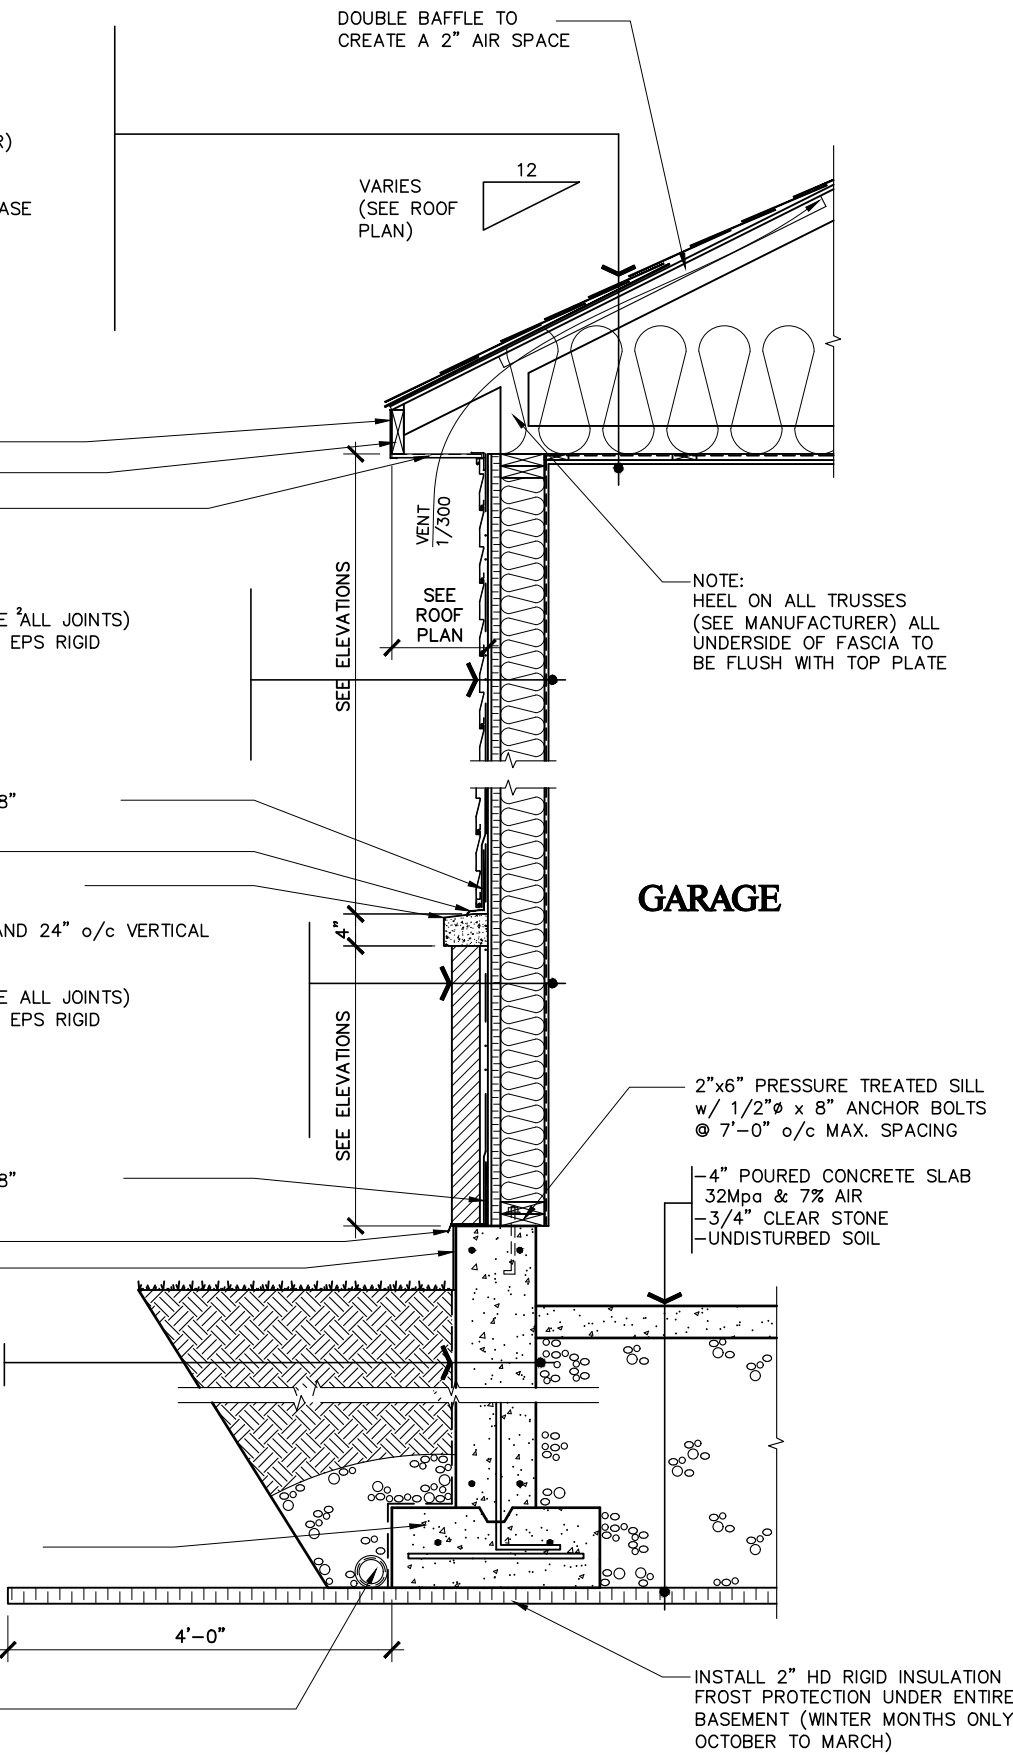 DOUBLE BAFFLE TO
CREATE A 2" AIR SPACE
R)
ASE
12
VARIES
(SEE ROOF
PLAN)
VENT
1/300
SEE ELEVATIONS
SEE
ROOF
PLAN
NOTE:
HEEL ON ALL TRUSSES
(SEE MANUFACTURER) ALL
UNDERSIDE OF FASCIA TO
BE FLUSH WITH TOP PLATE
E ²ALL JOINTS)
EPS RIGID
8"
GARAGE
4"
AND 24" o/c VERTICAL
E ALL JOINTS)
EPS RIGID
SEE ELEVATIONS
2"x6" PRESSURE TREATED SILL
w/ 1/2"ø x 8" ANCHOR BOLTS
@ 7'-0" o/c MAX. SPACING
8"
-4" POURED CONCRETE SLAB
32Mpa & 7% AIR
-3/4" CLEAR STONE
-UNDISTURBED SOIL
4'-0"
INSTALL 2" HD RIGID INSULATION
FROST PROTECTION UNDER ENTIRE
BASEMENT (WINTER MONTHS ONLY
OCTOBER TO MARCH)